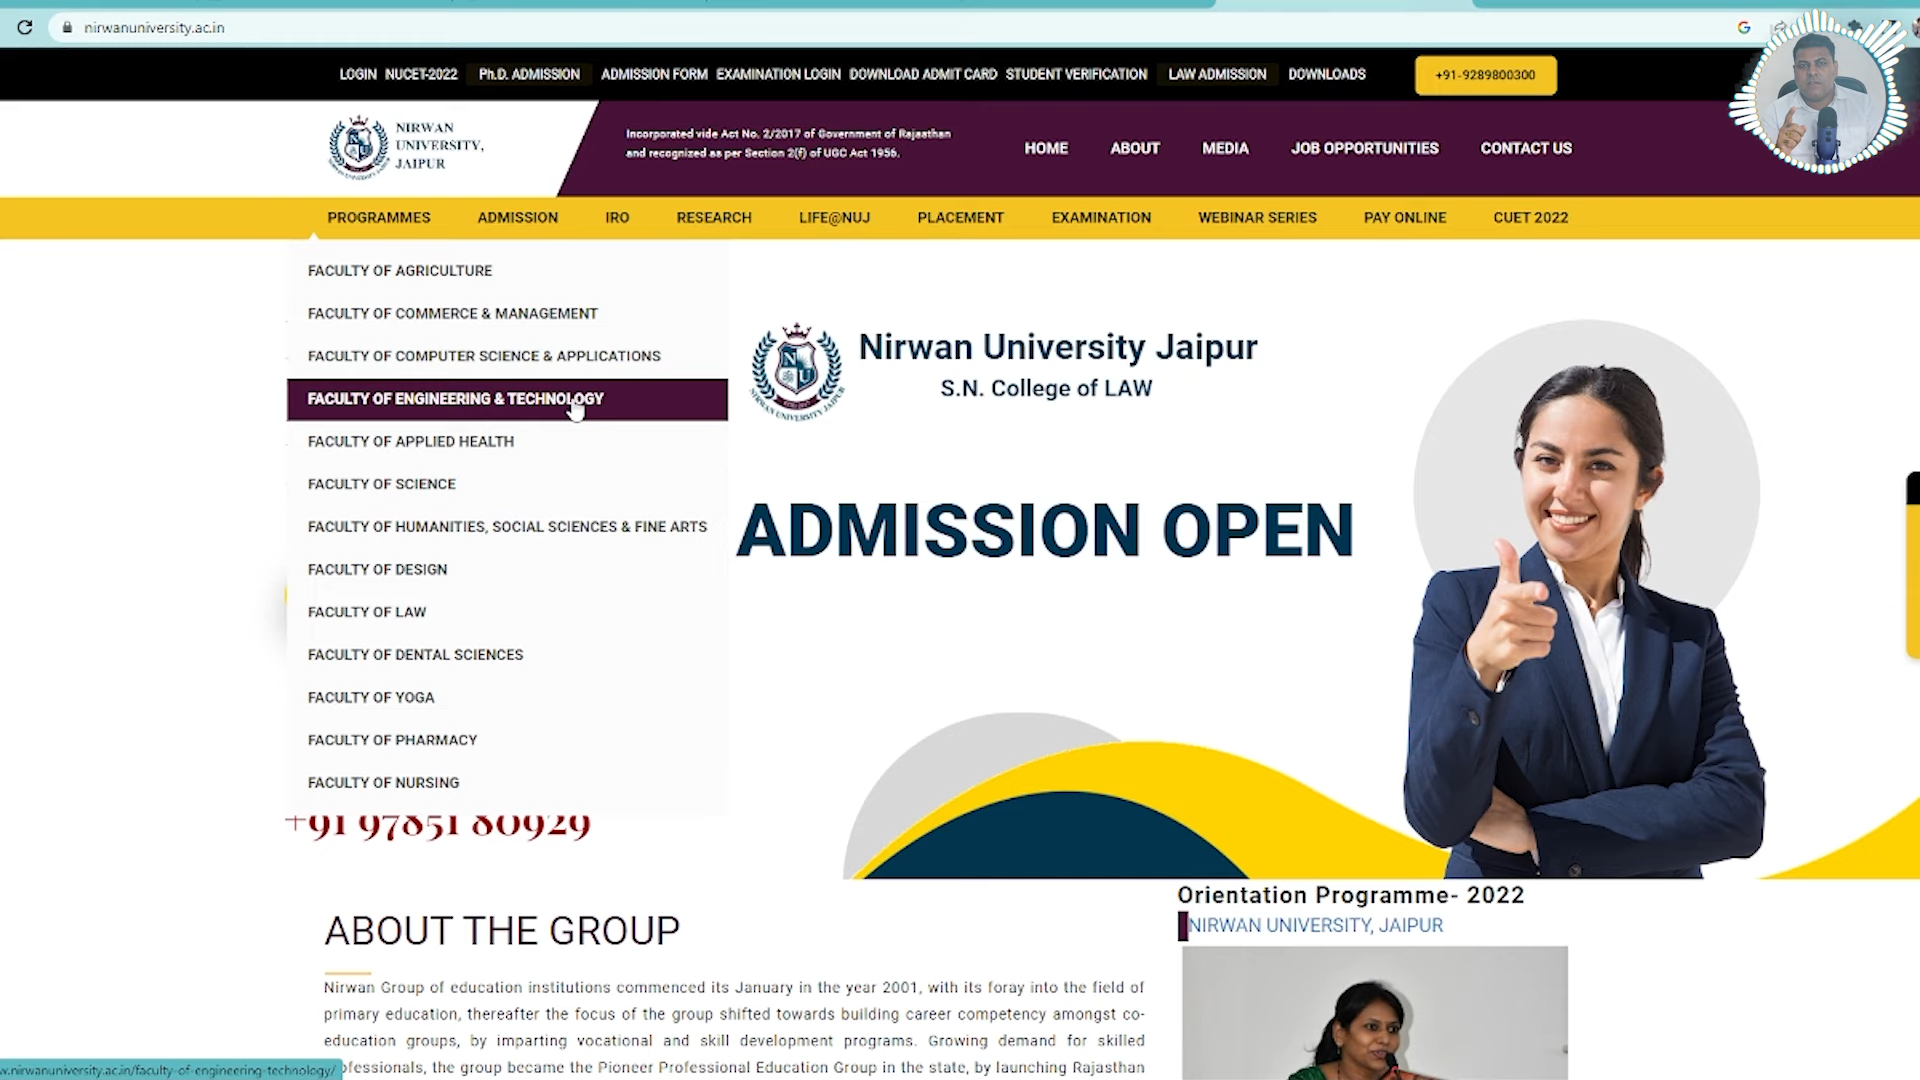 nirwanuniversity.ac.in
LOGIN NUCET-2022 Ph.D. ADMISSION ADMISSION FORM EXAMINATION LOGIN DOWNLOAD ADMIT CARD STUDENT VERIFICATION LAW ADMISSION DOWNLOADS +91-9289800300
NIRWAN
UNIVERSITY,
JAIPUR
Incorporated vide Act No. 2/2017 of Government of Rajasthan
and recognized as per Section 2(f) of UGC Act 1956.
HOME ABOUT MEDIA JOB OPPORTUNITIES CONTACT US
PROGRAMMES ADMISSION IRO RESEARCH LIFE@NUJ PLACEMENT EXAMINATION WEBINAR SERIES PAY ONLINE CUET 2022
FACULTY OF AGRICULTURE
FACULTY OF COMMERCE & MANAGEMENT
FACULTY OF COMPUTER SCIENCE & APPLICATIONS
FACULTY OF ENGINEERING & TECHNOLOGY
FACULTY OF APPLIED HEALTH
FACULTY OF SCIENCE
FACULTY OF HUMANITIES, SOCIAL SCIENCES & FINE ARTS
FACULTY OF DESIGN
FACULTY OF LAW
FACULTY OF DENTAL SCIENCES
FACULTY OF YOGA
FACULTY OF PHARMACY
FACULTY OF NURSING
+91 97851 80929
Nirwan University Jaipur
S.N. College of LAW
ADMISSION OPEN
ABOUT THE GROUP
Nirwan Group of education institutions commenced its January in the year 2001, with its foray into the field of
primary education, thereafter the focus of the group shifted towards building career competency amongst co-
education groups, by imparting vocational and skill development programs. Growing demand for skilled
ofessionals, the group became the Pioneer Professional Education Group in the state, by launching Rajasthan
Orientation Programme- 2022
NIRWAN UNIVERSITY, JAIPUR
w.nirwanuniversity.ac.in/faculty-of-engineering-technology/